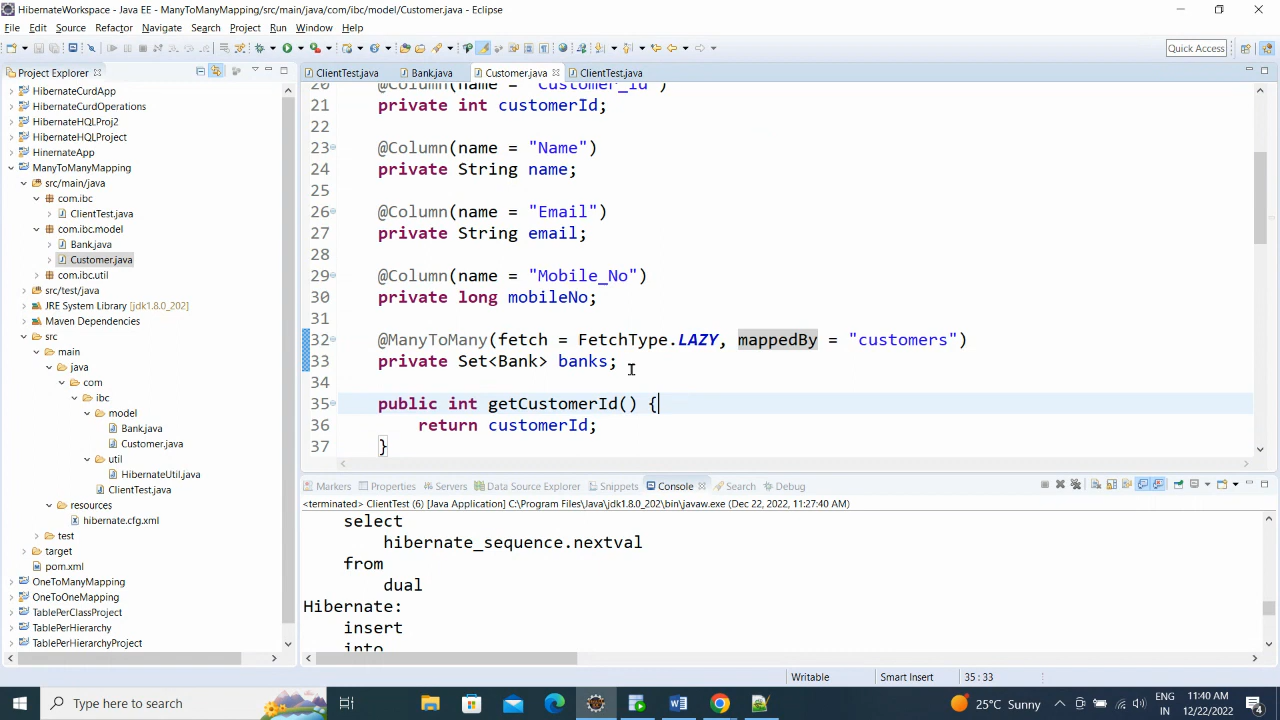 HibernateWorkspace - Java EE - ManyToManyMapping/src/main/java/com/ibc/model/Customer.java - Eclipse
File Edit Source Refactor Navigate Search Project Run Window Help
Quick Access
Project Explorer
HibernateCurdApp
HibernateCurdOperations
HibernateHQLProj2
HibernateHQLProject
HinernateApp
ManyToManyMapping
src/main/java
com.ibc
ClientTest.java
com.ibc.model
Bank.java
Customer.java
com.ibc.util
src/test/java
JRE System Library [jdk1.8.0_202]
Maven Dependencies
src
main
java
com
ibc
model
Bank.java
Customer.java
util
HibernateUtil.java
ClientTest.java
resources
hibernate.cfg.xml
test
target
pom.xml
OneToManyMapping
OneToOneMapping
TablePerClassProject
TablePerHierarchy
TablePerHierarchyProject
ClientTest.java Bank.java Customer.java ClientTest.java
20 @Column(name = "Customer_Id")
21 private int customerId;
22
23 @Column(name = "Name")
24 private String name;
25
26 @Column(name = "Email")
27 private String email;
28
29 @Column(name = "Mobile_No")
30 private long mobileNo;
31
32 @ManyToMany(fetch = FetchType.LAZY, mappedBy = "customers")
33 private Set<Bank> banks;
34
35 public int getCustomerId() {
36 return customerId;
37 }
Markers Properties Servers Data Source Explorer Snippets Console Search Debug
<terminated> ClientTest (6) [Java Application] C:\Program Files\Java\jdk1.8.0_202\bin\javaw.exe (Dec 22, 2022, 11:27:40 AM)
select
hibernate_sequence.nextval
from
dual
Hibernate:
insert
into
Writable Smart Insert 35 : 33
Type here to search
25°C Sunny
ENG
IN
11:40 AM
12/22/2022
4